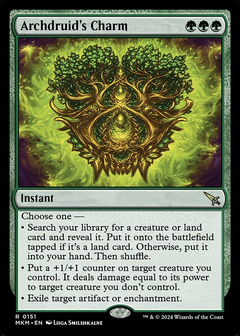 Archdruid's Charm
Instant
Choose one —
• Search your library for a creature or land
card and reveal it. Put it onto the battlefield
tapped if it's a land card. Otherwise, put it
into your hand. Then shuffle.
• Put a +1/+1 counter on target creature you
control. It deals damage equal to its
power to target creature you don't control.
• Exile target artifact or enchantment.
R 0151
MKM • EN LIIGA SMILSHKALNE
™ & © 2024 Wizards of the Coast